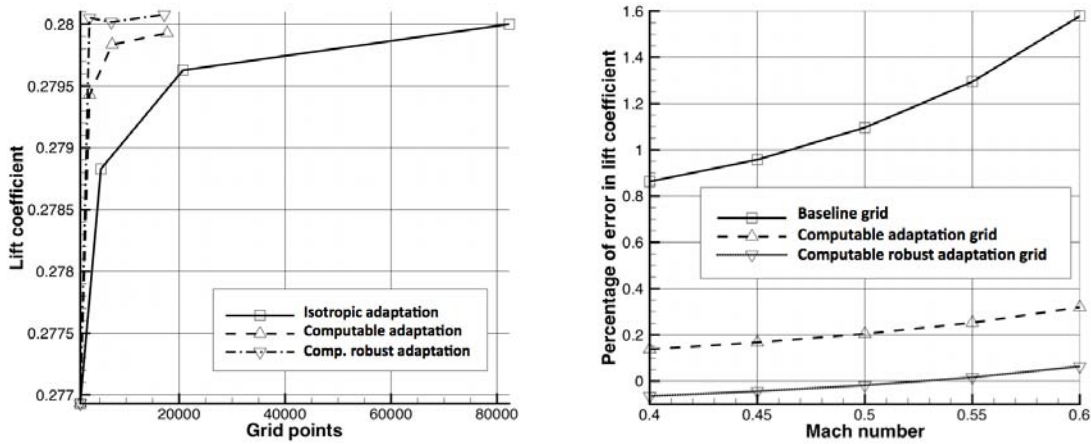 0.28
0.2795
0.279
0.2785
0.278
0.2775
0.277
Lift coefficient
20000
40000
60000
80000
Grid points
Isotropic adaptation
Computable adaptation
Comp. robust adaptation
1.6
1.4
1.2
1
0.8
0.6
0.4
0.2
0
Percentage of error in lift coefficient
0.4
0.45
0.5
0.55
0.6
Mach number
Baseline grid
Computable adaptation grid
Computable robust adaptation grid